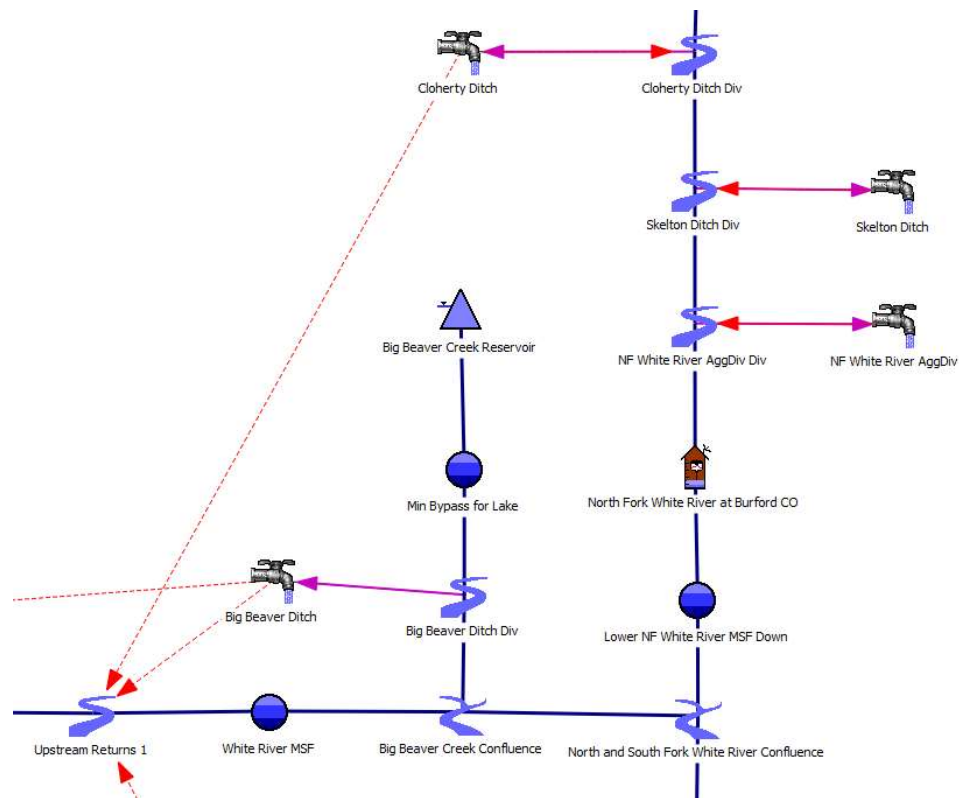 Cloherty Ditch
Cloherty Ditch Div
Skelton Ditch Div
Skelton Ditch
Big Beaver Creek Reservoir
NF White River AggDiv Div
NF White River AggDiv
Min Bypass for Lake
North Fork White River at Burford CO
Big Beaver Ditch
Big Beaver Ditch Div
Lower NF White River MSF Down
Upstream Returns 1
White River MSF
Big Beaver Creek Confluence
North and South Fork White River Confluence